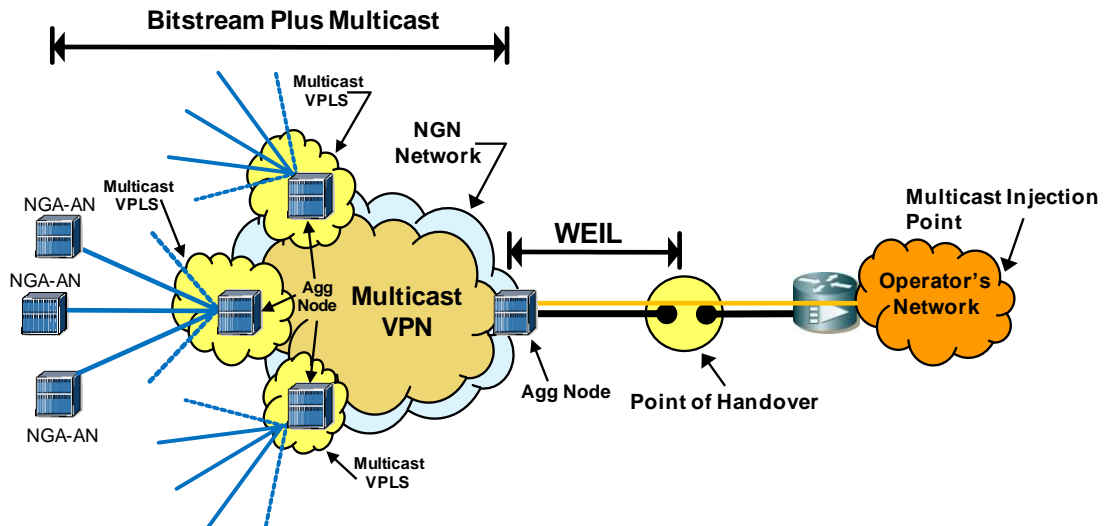 Bitstream Plus Multicast
Multicast
VPLS
NGN
Network
Multicast
VPLS
NGA-AN
NGA-AN
NGA-AN
Agg
Node
Multicast
VPN
WEIL
Multicast Injection
Point
Operator's
Network
Agg Node
Point of Handover
Multicast
VPLS